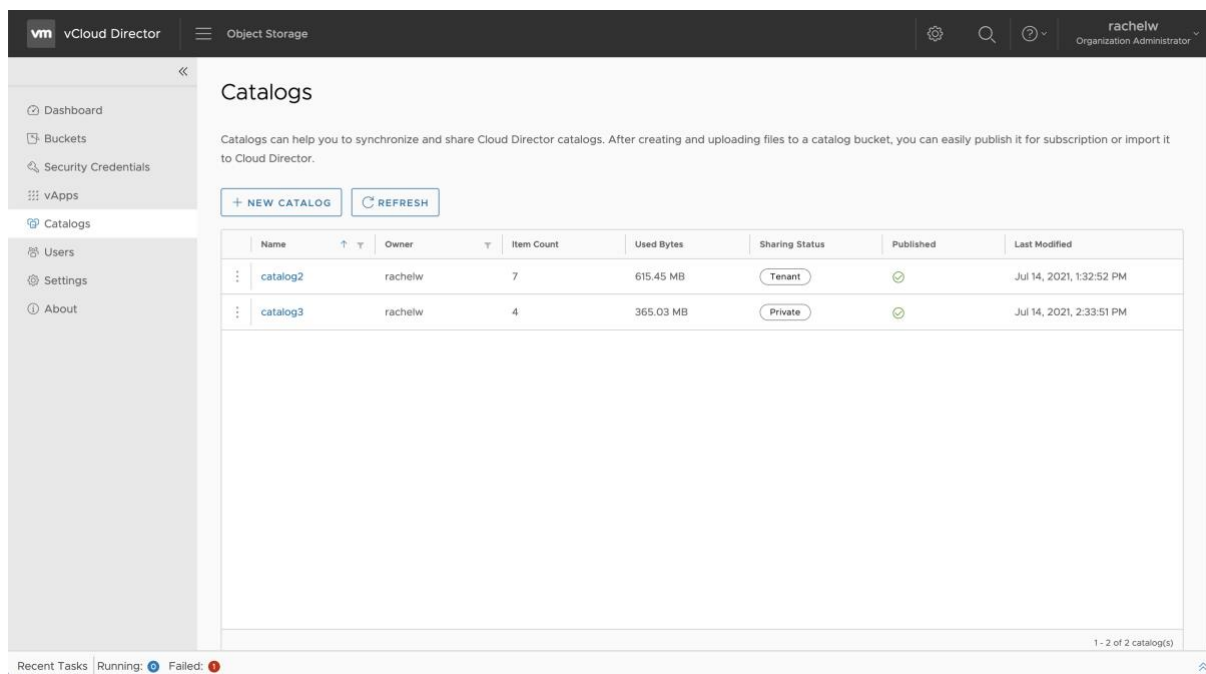 vm vCloud Director Object Storage rachelw
Organization Administrator
Dashboard
Buckets
Security Credentials
vApps
Catalogs
Users
Settings
About
Catalogs
Catalogs can help you to synchronize and share Cloud Director catalogs. After creating and uploading files to a catalog bucket, you can easily publish it for subscription or import it
to Cloud Director.
+ NEW CATALOG REFRESH
Name Owner Item Count Used Bytes Sharing Status Published Last Modified
catalog2 rachelw 7 615.45 MB Tenant Jul 14, 2021, 1:32:52 PM
catalog3 rachelw 4 365.03 MB Private Jul 14, 2021, 2:33:51 PM
1 - 2 of 2 catalog(s)
Recent Tasks Running: 0 Failed: 1